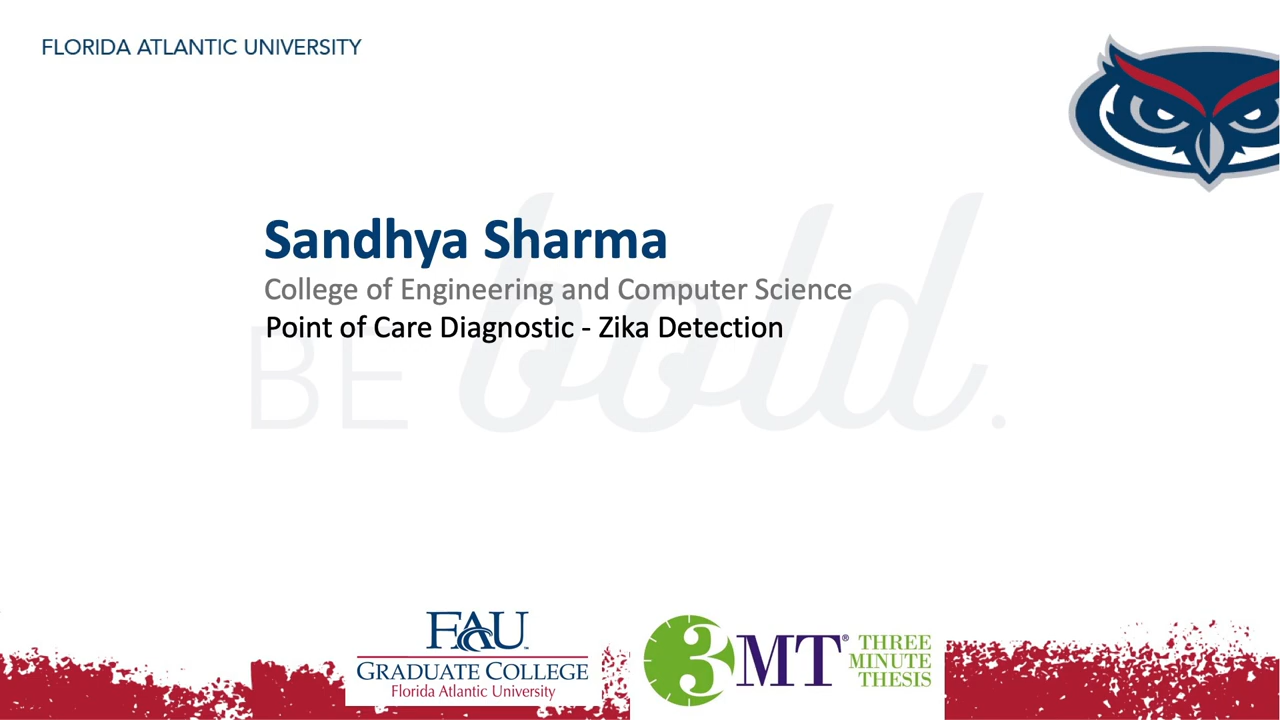 FLORIDA ATLANTIC UNIVERSITY
Sandhya Sharma
College of Engineering and Computer Science
Point of Care Diagnostic - Zika Detection
BE bold.
FAU
GRADUATE COLLEGE
Florida Atlantic University
3MT® THREE
MINUTE
THESIS